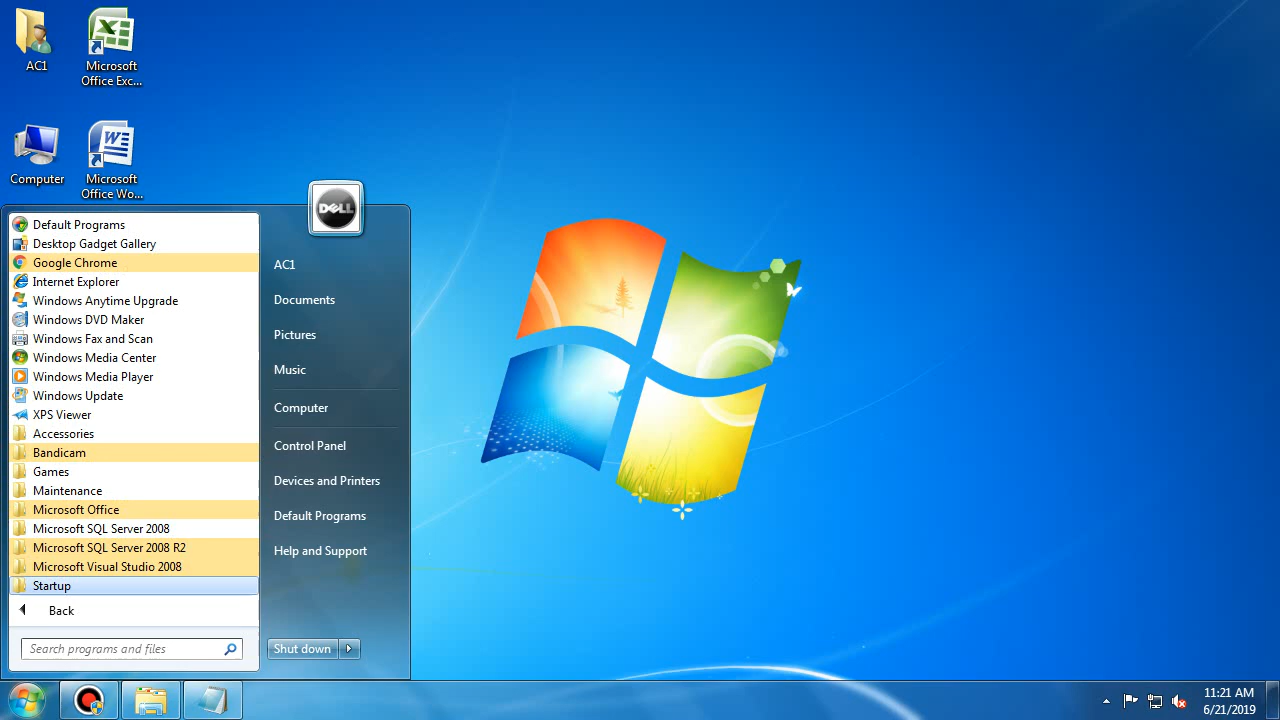 AC1
Microsoft
Office Exc...
Computer
Microsoft
Office Wo...
DELL
Default Programs
Desktop Gadget Gallery
Google Chrome
Internet Explorer
Windows Anytime Upgrade
Windows DVD Maker
Windows Fax and Scan
Windows Media Center
Windows Media Player
Windows Update
XPS Viewer
Accessories
Bandicam
Games
Maintenance
Microsoft Office
Microsoft SQL Server 2008
Microsoft SQL Server 2008 R2
Microsoft Visual Studio 2008
Startup
Back
Search programs and files
AC1
Documents
Pictures
Music
Computer
Control Panel
Devices and Printers
Default Programs
Help and Support
Shut down
11:21 AM
6/21/2019